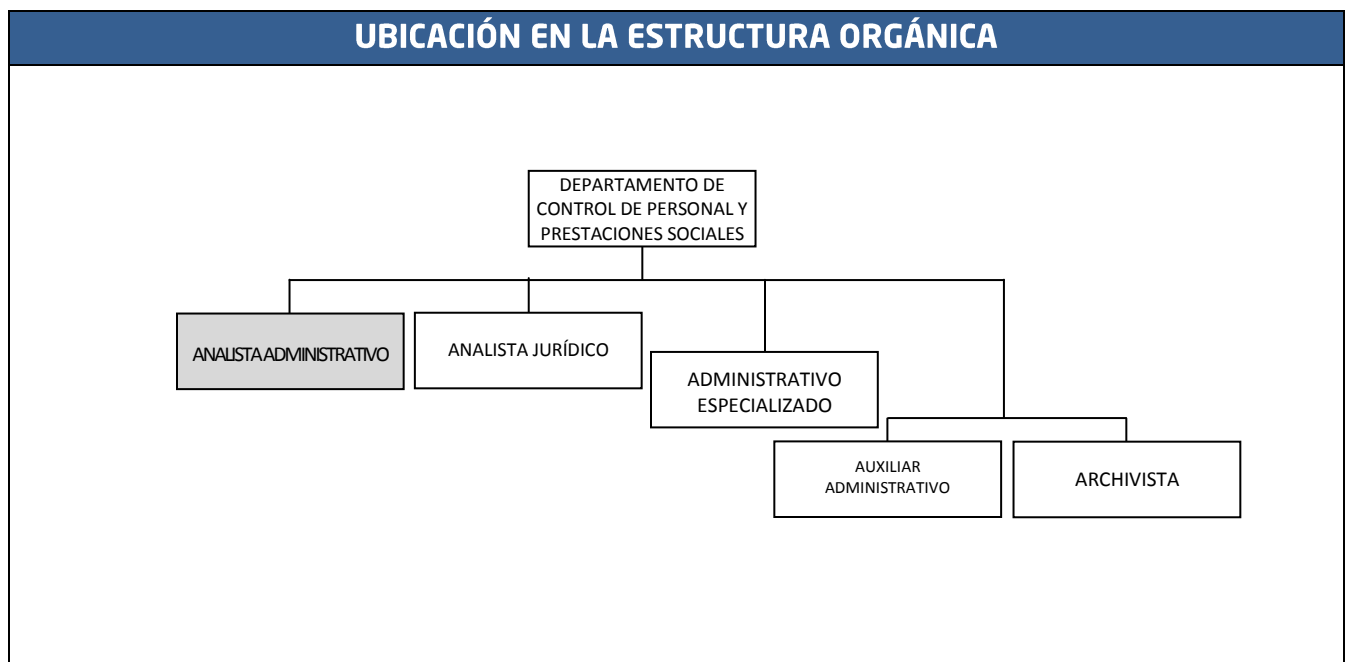 UBICACIÓN EN LA ESTRUCTURA ORGÁNICA
DEPARTAMENTO DE
CONTROL DE PERSONAL Y
PRESTACIONES SOCIALES
ANALISTA ADMINISTRATIVO
ANALISTA JURÍDICO
ADMINISTRATIVO
ESPECIALIZADO
AUXILIAR
ADMINISTRATIVO
ARCHIVISTA